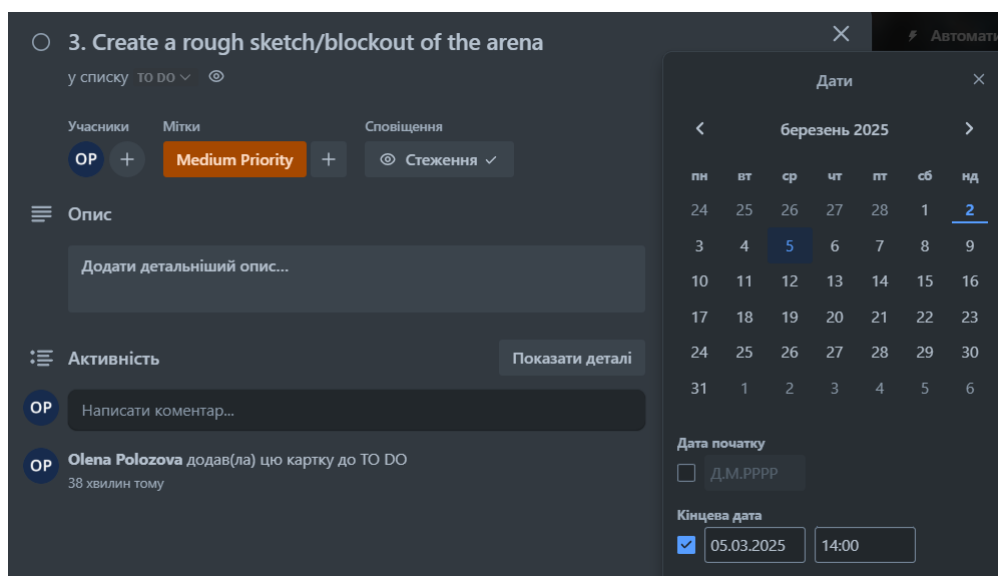 3. Create a rough sketch/blockout of the arena
у списку TO DO
Учасники Мітки Сповіщення
OP + Medium Priority + Стеження
Опис
Додати детальніший опис...
Активність Показати деталі
OP Написати коментар...
OP Olena Polozova додав(ла) цю картку до TO DO
38 хвилин тому
Дати
березень 2025
пн вт ср чт пт сб нд
24 25 26 27 28 1 2
3 4 5 6 7 8 9
10 11 12 13 14 15 16
17 18 19 20 21 22 23
24 25 26 27 28 29 30
31 1 2 3 4 5 6
Дата початку
Д.М.РРРР
Кінцева дата
05.03.2025 14:00